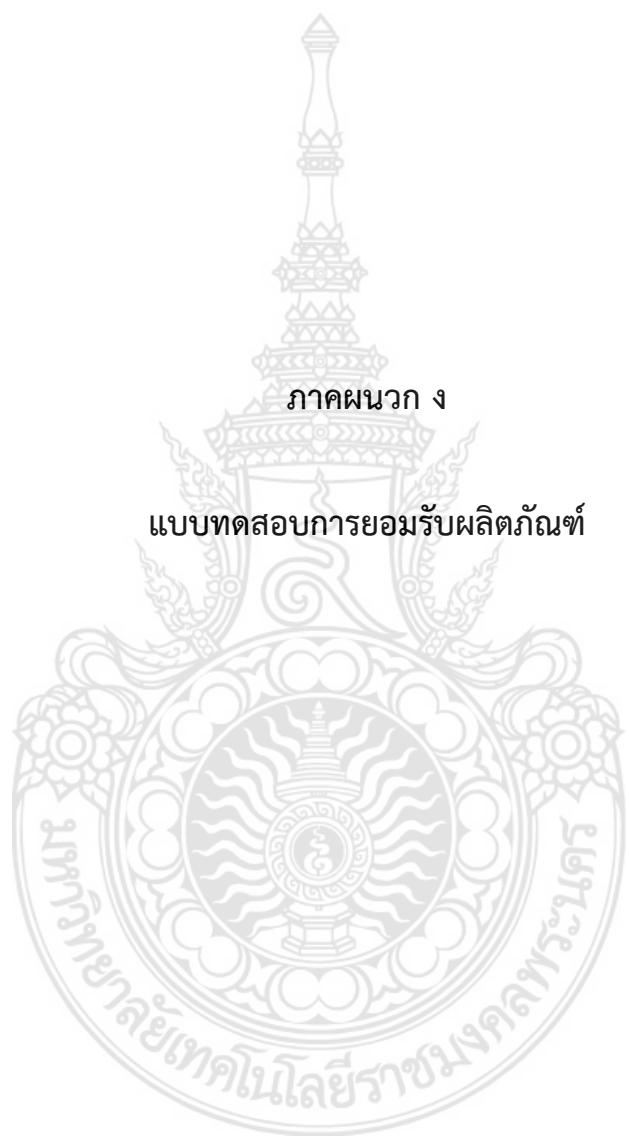 ภาคผนวก ง
แบบทดสอบการยอมรับผลิตภัณฑ์
มหาวิทยาลัยเทคโนโลยีราชมงคลพระนคร